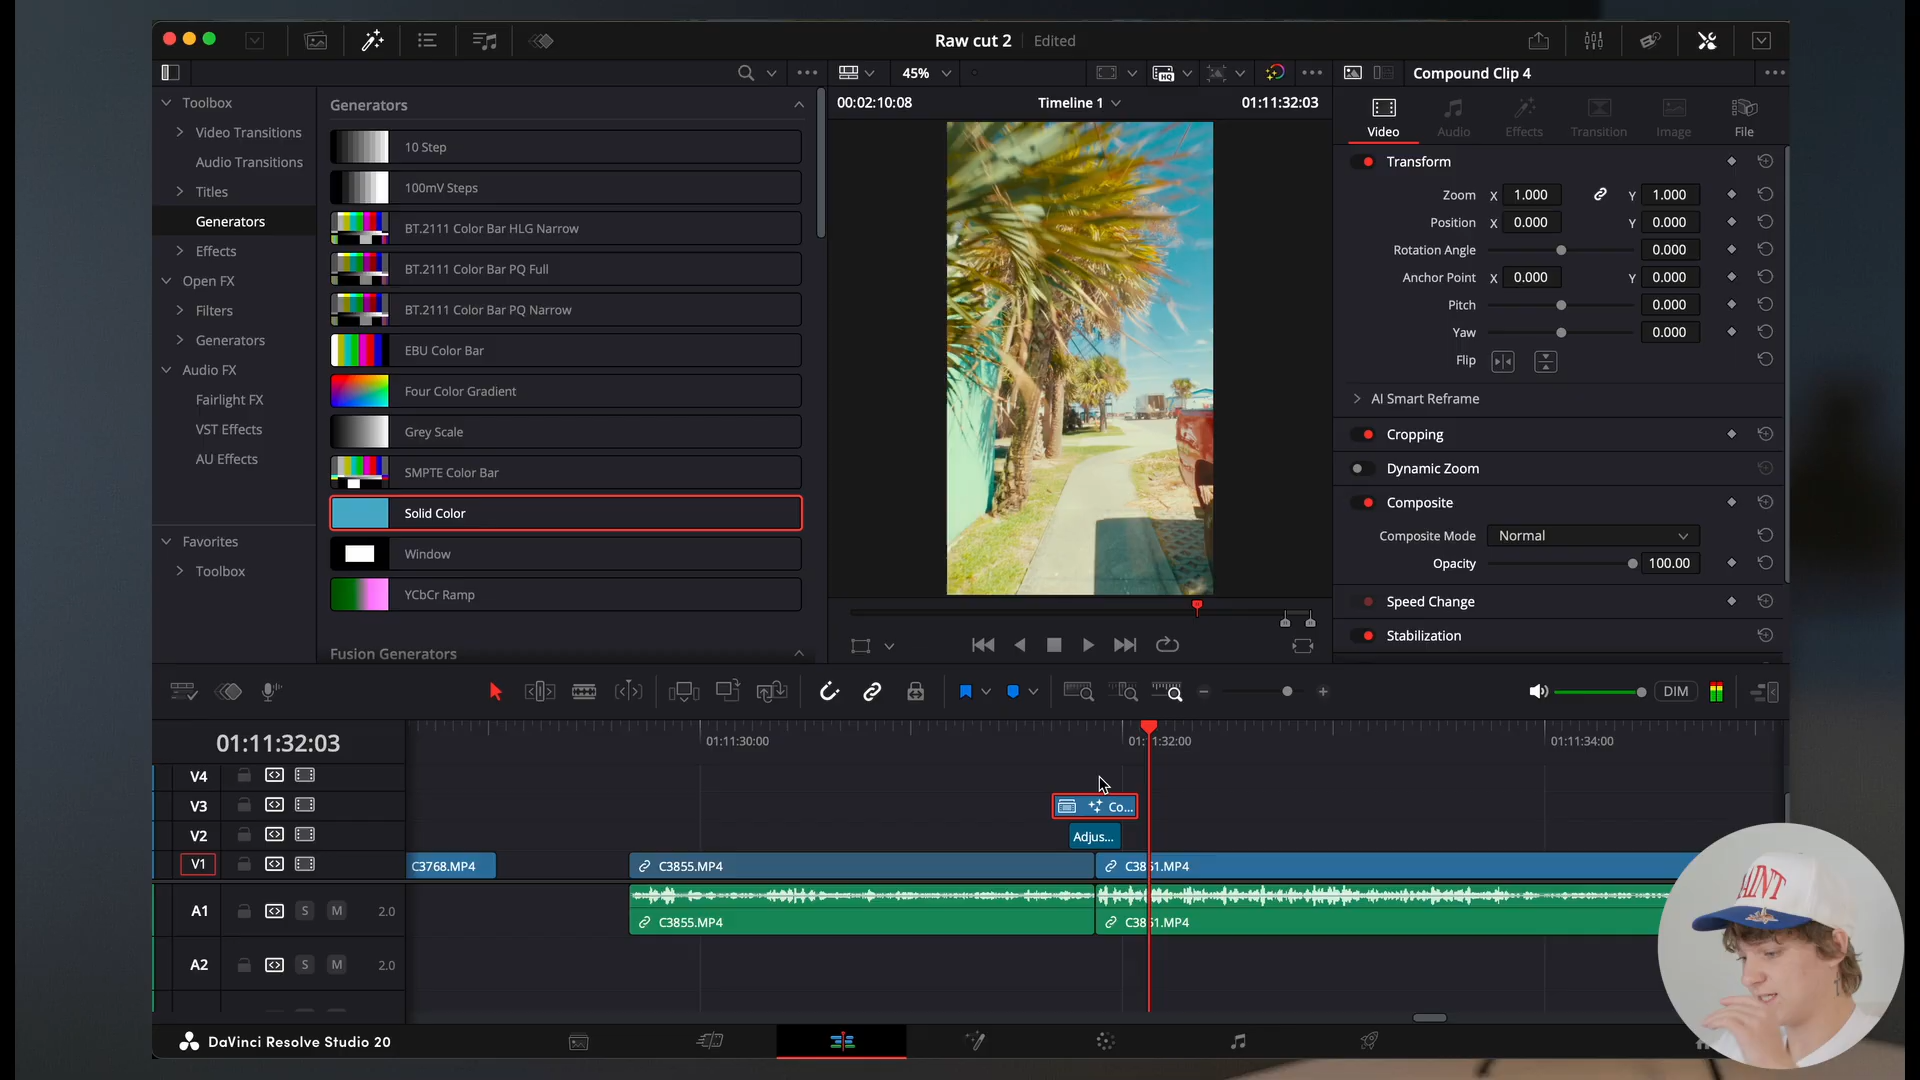 Raw cut 2
Edited
45%
Compound Clip 4
Toolbox
Video Transitions
Audio Transitions
Titles
Generators
Effects
Open FX
Filters
Generators
Audio FX
Fairlight FX
VST Effects
AU Effects
Favorites
Toolbox
Generators
10 Step
100mV Steps
BT.2111 Color Bar HLG Narrow
BT.2111 Color Bar PQ Full
BT.2111 Color Bar PQ Narrow
EBU Color Bar
Four Color Gradient
Grey Scale
SMPTE Color Bar
Solid Color
Window
YCbCr Ramp
Fusion Generators
00:02:10:08
Timeline 1
01:11:32:03
HQ
Video
Audio
Effects
Transition
Image
File
Transform
Zoom X 1.000 Y 1.000
Position X 0.000 Y 0.000
Rotation Angle 0.000
Anchor Point X 0.000 Y 0.000
Pitch 0.000
Yaw 0.000
Flip
AI Smart Reframe
Cropping
Dynamic Zoom
Composite
Composite Mode Normal
Opacity 100.00
Speed Change
Stabilization
DIM
01:11:32:03
01:11:30:00
01:11:32:00
01:11:34:00
V4
V3
Co...
V2
Adjus...
V1
C3768.MP4
C3855.MP4
C3851.MP4
A1 S M 2.0
C3855.MP4
C3851.MP4
A2 S M 2.0
DaVinci Resolve Studio 20
AINT